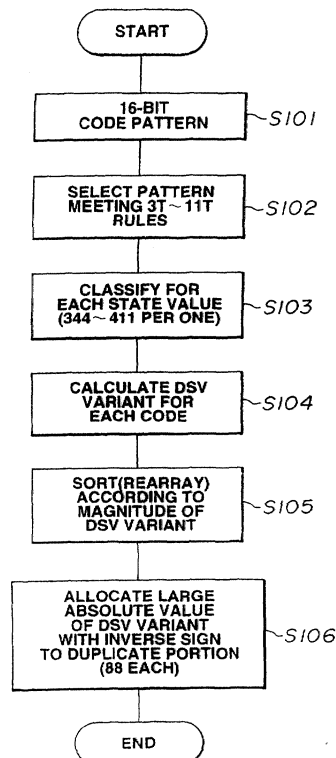 START
16-BIT
CODE PATTERN
S101
SELECT PATTERN
MEETING 3T~11T
RULES
S102
CLASSIFY FOR
EACH STATE VALUE
(344~411 PER ONE)
S103
CALCULATE DSV
VARIANT FOR
EACH CODE
S104
SORT(REARRAY)
ACCORDING TO
MAGNITUDE OF
DSV VARIANT
S105
ALLOCATE LARGE
ABSOLUTE VALUE
OF DSV VARIANT
WITH INVERSE SIGN
TO DUPLICATE PORTION
(88 EACH)
S106
END